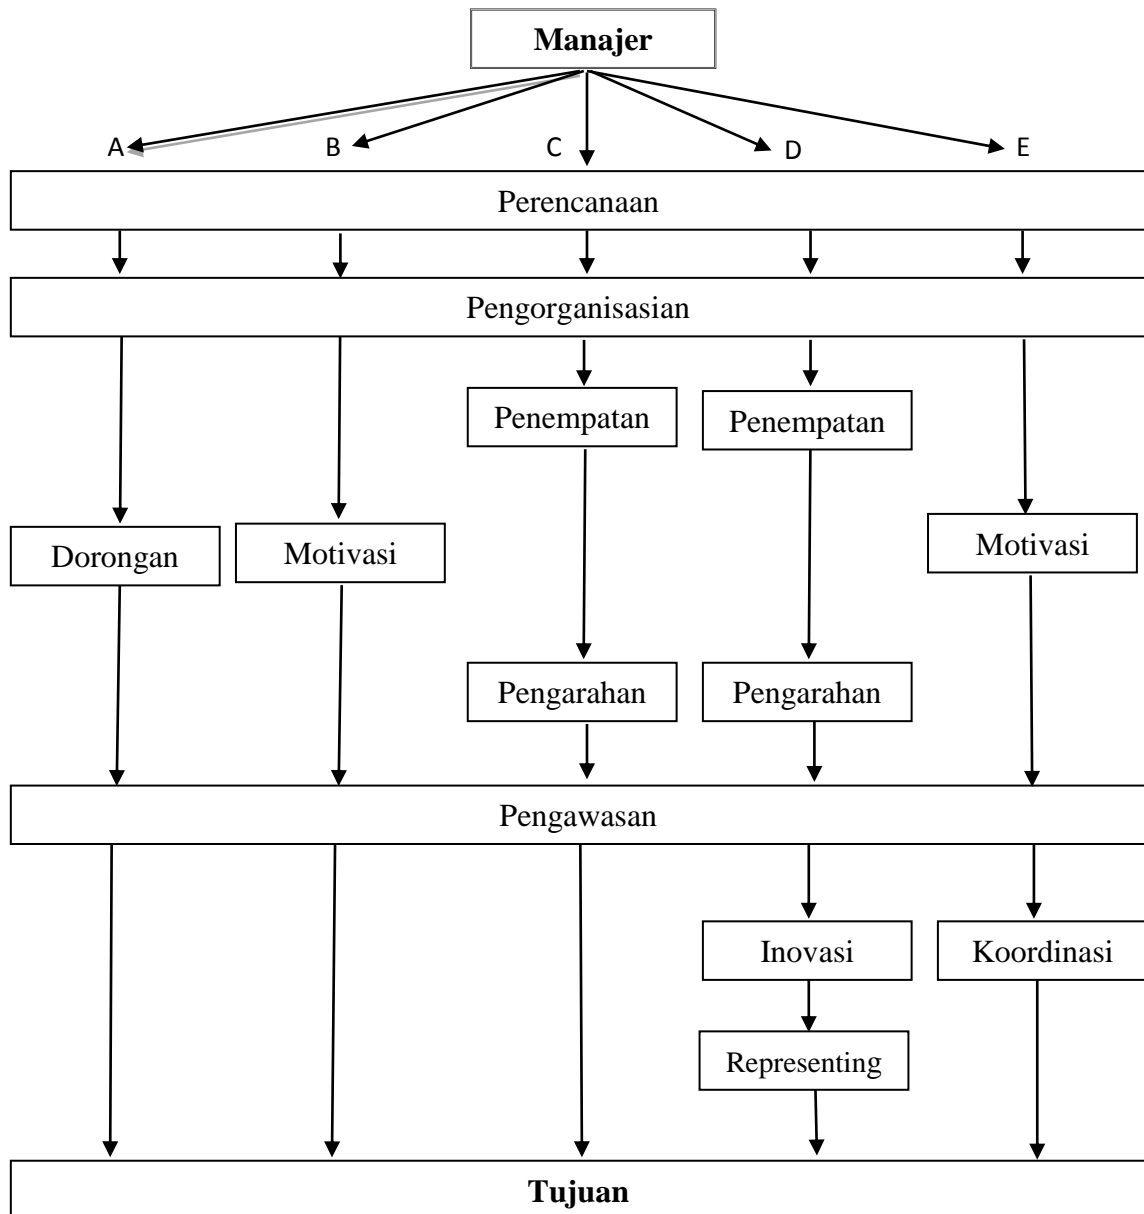 Manajer
A B C D E
Perencanaan
Pengorganisasian
Penempatan Penempatan
Dorongan Motivasi Motivasi
Pengarahan Pengarahan
Pengawasan
Inovasi Koordinasi
Representing
Tujuan